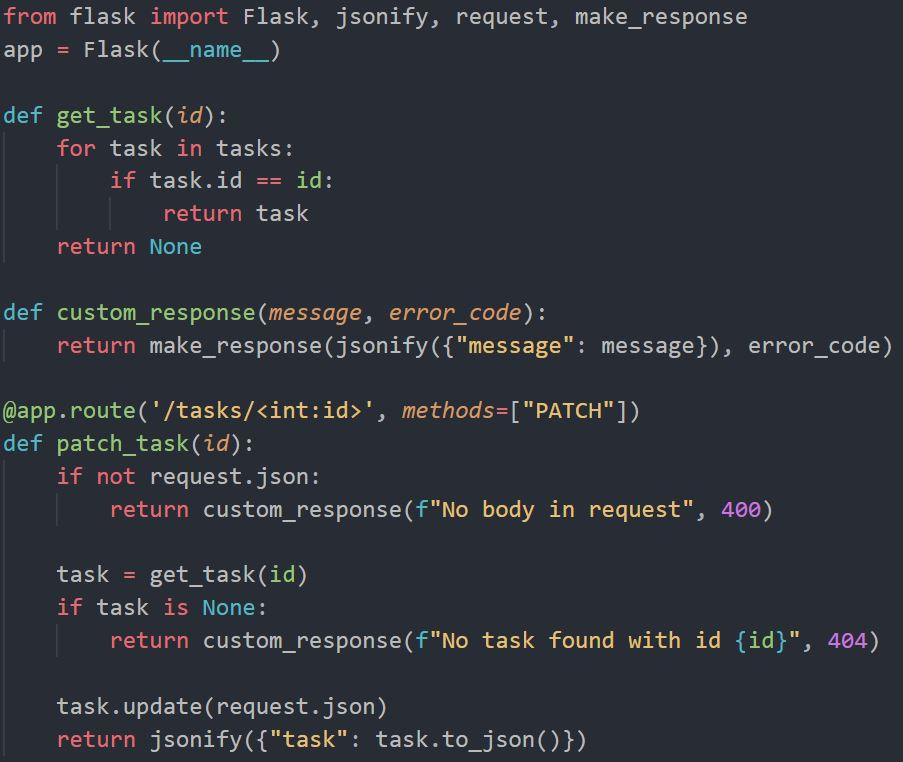 from flask import Flask, jsonify, request, make_response
app = Flask(__name__)

def get_task(id):
    for task in tasks:
        if task.id == id:
            return task
    return None

def custom_response(message, error_code):
    return make_response(jsonify({"message": message}), error_code)

@app.route('/tasks/<int:id>', methods=["PATCH"])
def patch_task(id):
    if not request.json:
        return custom_response(f"No body in request", 400)

    task = get_task(id)
    if task is None:
        return custom_response(f"No task found with id {id}", 404)

    task.update(request.json)
    return jsonify({"task": task.to_json()})